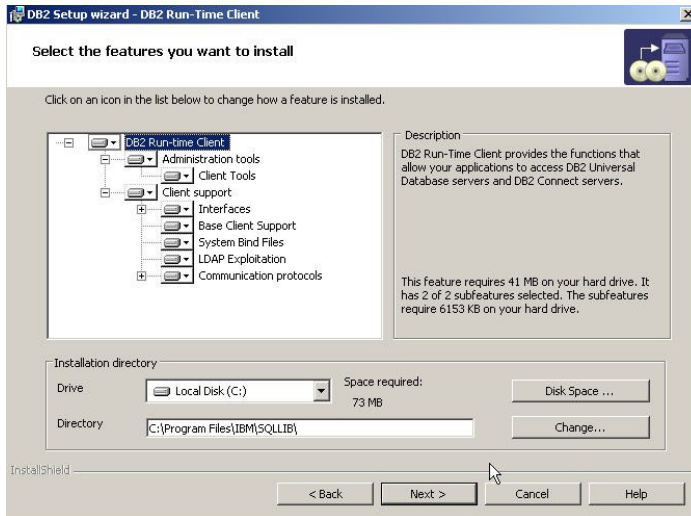 DB2 Setup wizard - DB2 Run-Time Client
Select the features you want to install
Click on an icon in the list below to change how a feature is installed.
DB2 Run-time Client
Administration tools
Client Tools
Client support
Interfaces
Base Client Support
System Bind Files
LDAP Exploitation
Communication protocols
Description
DB2 Run-Time Client provides the functions that
allow your applications to access DB2 Universal
Database servers and DB2 Connect servers.
This feature requires 41 MB on your hard drive. It
has 2 of 2 subfeatures selected. The subfeatures
require 6153 KB on your hard drive.
Installation directory
Drive
Local Disk (C:)
Space required:
73 MB
Disk Space ...
Directory
C:\Program Files\IBM\SQLLIB\
Change...
InstallShield
< Back
Next >
Cancel
Help